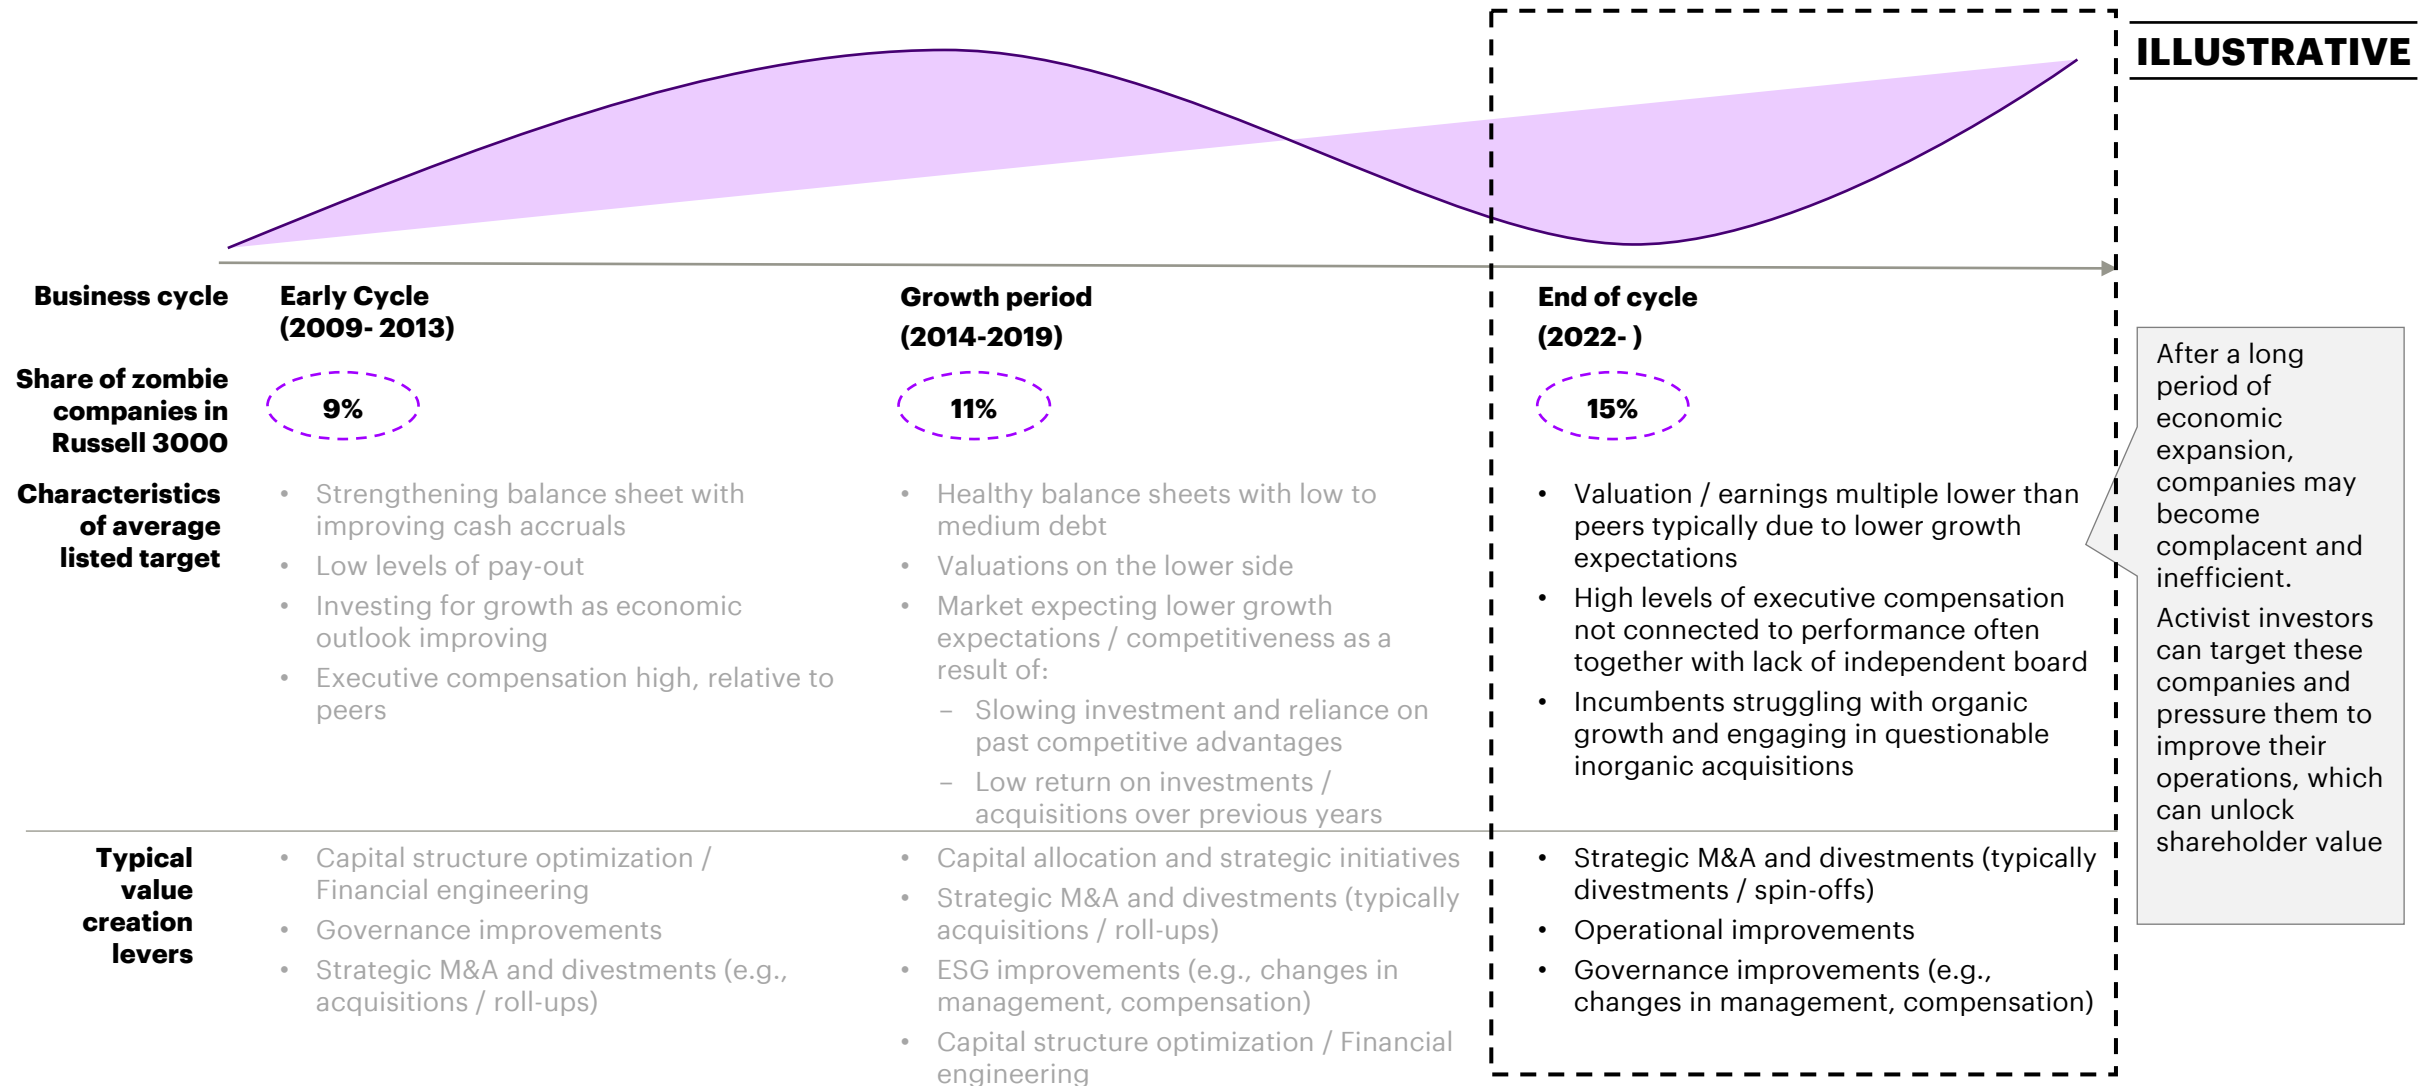 ILLUSTRATIVE
Business cycle
Early Cycle
(2009- 2013)
Growth period
(2014-2019)
End of cycle
(2022- )
Share of zombie
companies in
Russell 3000
9%
11%
15%
Characteristics
of average
listed target
• Strengthening balance sheet with
improving cash accruals
• Low levels of pay-out
• Investing for growth as economic
outlook improving
• Executive compensation high, relative to
peers
• Healthy balance sheets with low to
medium debt
• Valuations on the lower side
• Market expecting lower growth
expectations / competitiveness as a
result of:
– Slowing investment and reliance on
past competitive advantages
– Low return on investments /
acquisitions over previous years
• Valuation / earnings multiple lower than
peers typically due to lower growth
expectations
• High levels of executive compensation
not connected to performance often
together with lack of independent board
• Incumbents struggling with organic
growth and engaging in questionable
inorganic acquisitions
After a long
period of
economic
expansion,
companies may
become
complacent and
inefficient.
Activist investors
can target these
companies and
pressure them to
improve their
operations, which
can unlock
shareholder value
Typical
value
creation
levers
• Capital structure optimization /
Financial engineering
• Governance improvements
• Strategic M&A and divestments (e.g.,
acquisitions / roll-ups)
• Capital allocation and strategic initiatives
• Strategic M&A and divestments (typically
acquisitions / roll-ups)
• ESG improvements (e.g., changes in
management, compensation)
• Capital structure optimization / Financial
engineering
• Strategic M&A and divestments (typically
divestments / spin-offs)
• Operational improvements
• Governance improvements (e.g.,
changes in management, compensation)